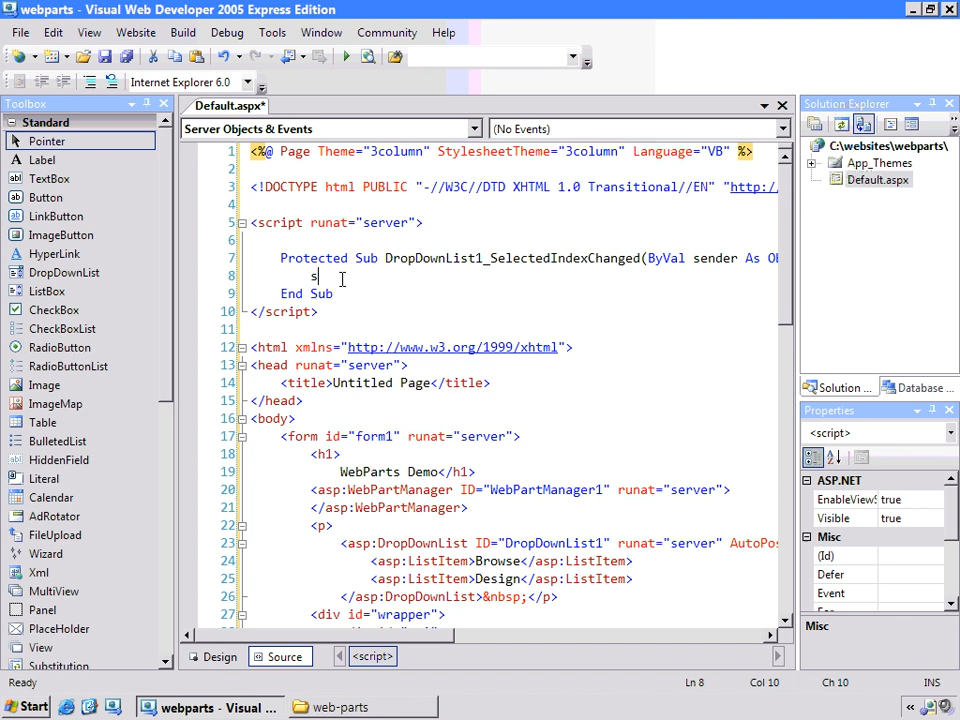 webparts - Visual Web Developer 2005 Express Edition
File Edit View Website Build Debug Tools Window Community Help
Internet Explorer 6.0
Toolbox
Standard
Pointer
Label
TextBox
Button
LinkButton
ImageButton
HyperLink
DropDownList
ListBox
CheckBox
CheckBoxList
RadioButton
RadioButtonList
Image
ImageMap
Table
BulletedList
HiddenField
Literal
Calendar
AdRotator
FileUpload
Wizard
Xml
MultiView
Panel
PlaceHolder
View
Substitution
Default.aspx*
Server Objects & Events (No Events)
1 <%@ Page Theme="3column" StylesheetTheme="3column" Language="VB" %>
2
3 <!DOCTYPE html PUBLIC "-//W3C//DTD XHTML 1.0 Transitional//EN" "http:/
4
5 <script runat="server">
6
7 Protected Sub DropDownList1_SelectedIndexChanged(ByVal sender As Ob
8 s
9 End Sub
10 </script>
11
12 <html xmlns="http://www.w3.org/1999/xhtml">
13 <head runat="server">
14 <title>Untitled Page</title>
15 </head>
16 <body>
17 <form id="form1" runat="server">
18 <h1>
19 WebParts Demo</h1>
20 <asp:WebPartManager ID="WebPartManager1" runat="server">
21 </asp:WebPartManager>
22 <p>
23 <asp:DropDownList ID="DropDownList1" runat="server" AutoPos
24 <asp:ListItem>Browse</asp:ListItem>
25 <asp:ListItem>Design</asp:ListItem>
26 </asp:DropDownList>&nbsp;</p>
27 <div id="wrapper">
Design Source <script>
Solution Explorer
C:\websites\webparts\
App_Themes
Default.aspx
Solution ... Database ...
Properties
<script>
ASP.NET
EnableViewS true
Visible true
Misc
(Id)
Defer
Event
Misc
Ready Ln 8 Col 10 Ch 10 INS
Start webparts - Visual ... web-parts